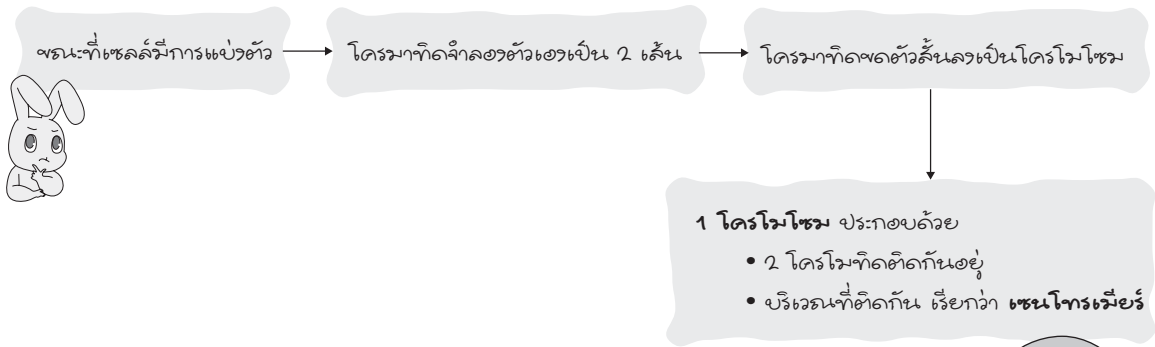 ขณะที่เซลล์มีการแบ่งตัว
โครมาทิดจำลองตัวเองเป็น 2 เส้น
โครมาทิดขดตัวสั้นลงเป็นโครโมโซม
1 โครโมโซม ประกอบด้วย
• 2 โครโมทิดติดกันอยู่
• บริเวณที่ติดกัน เรียกว่า เซนโทรเมียร์